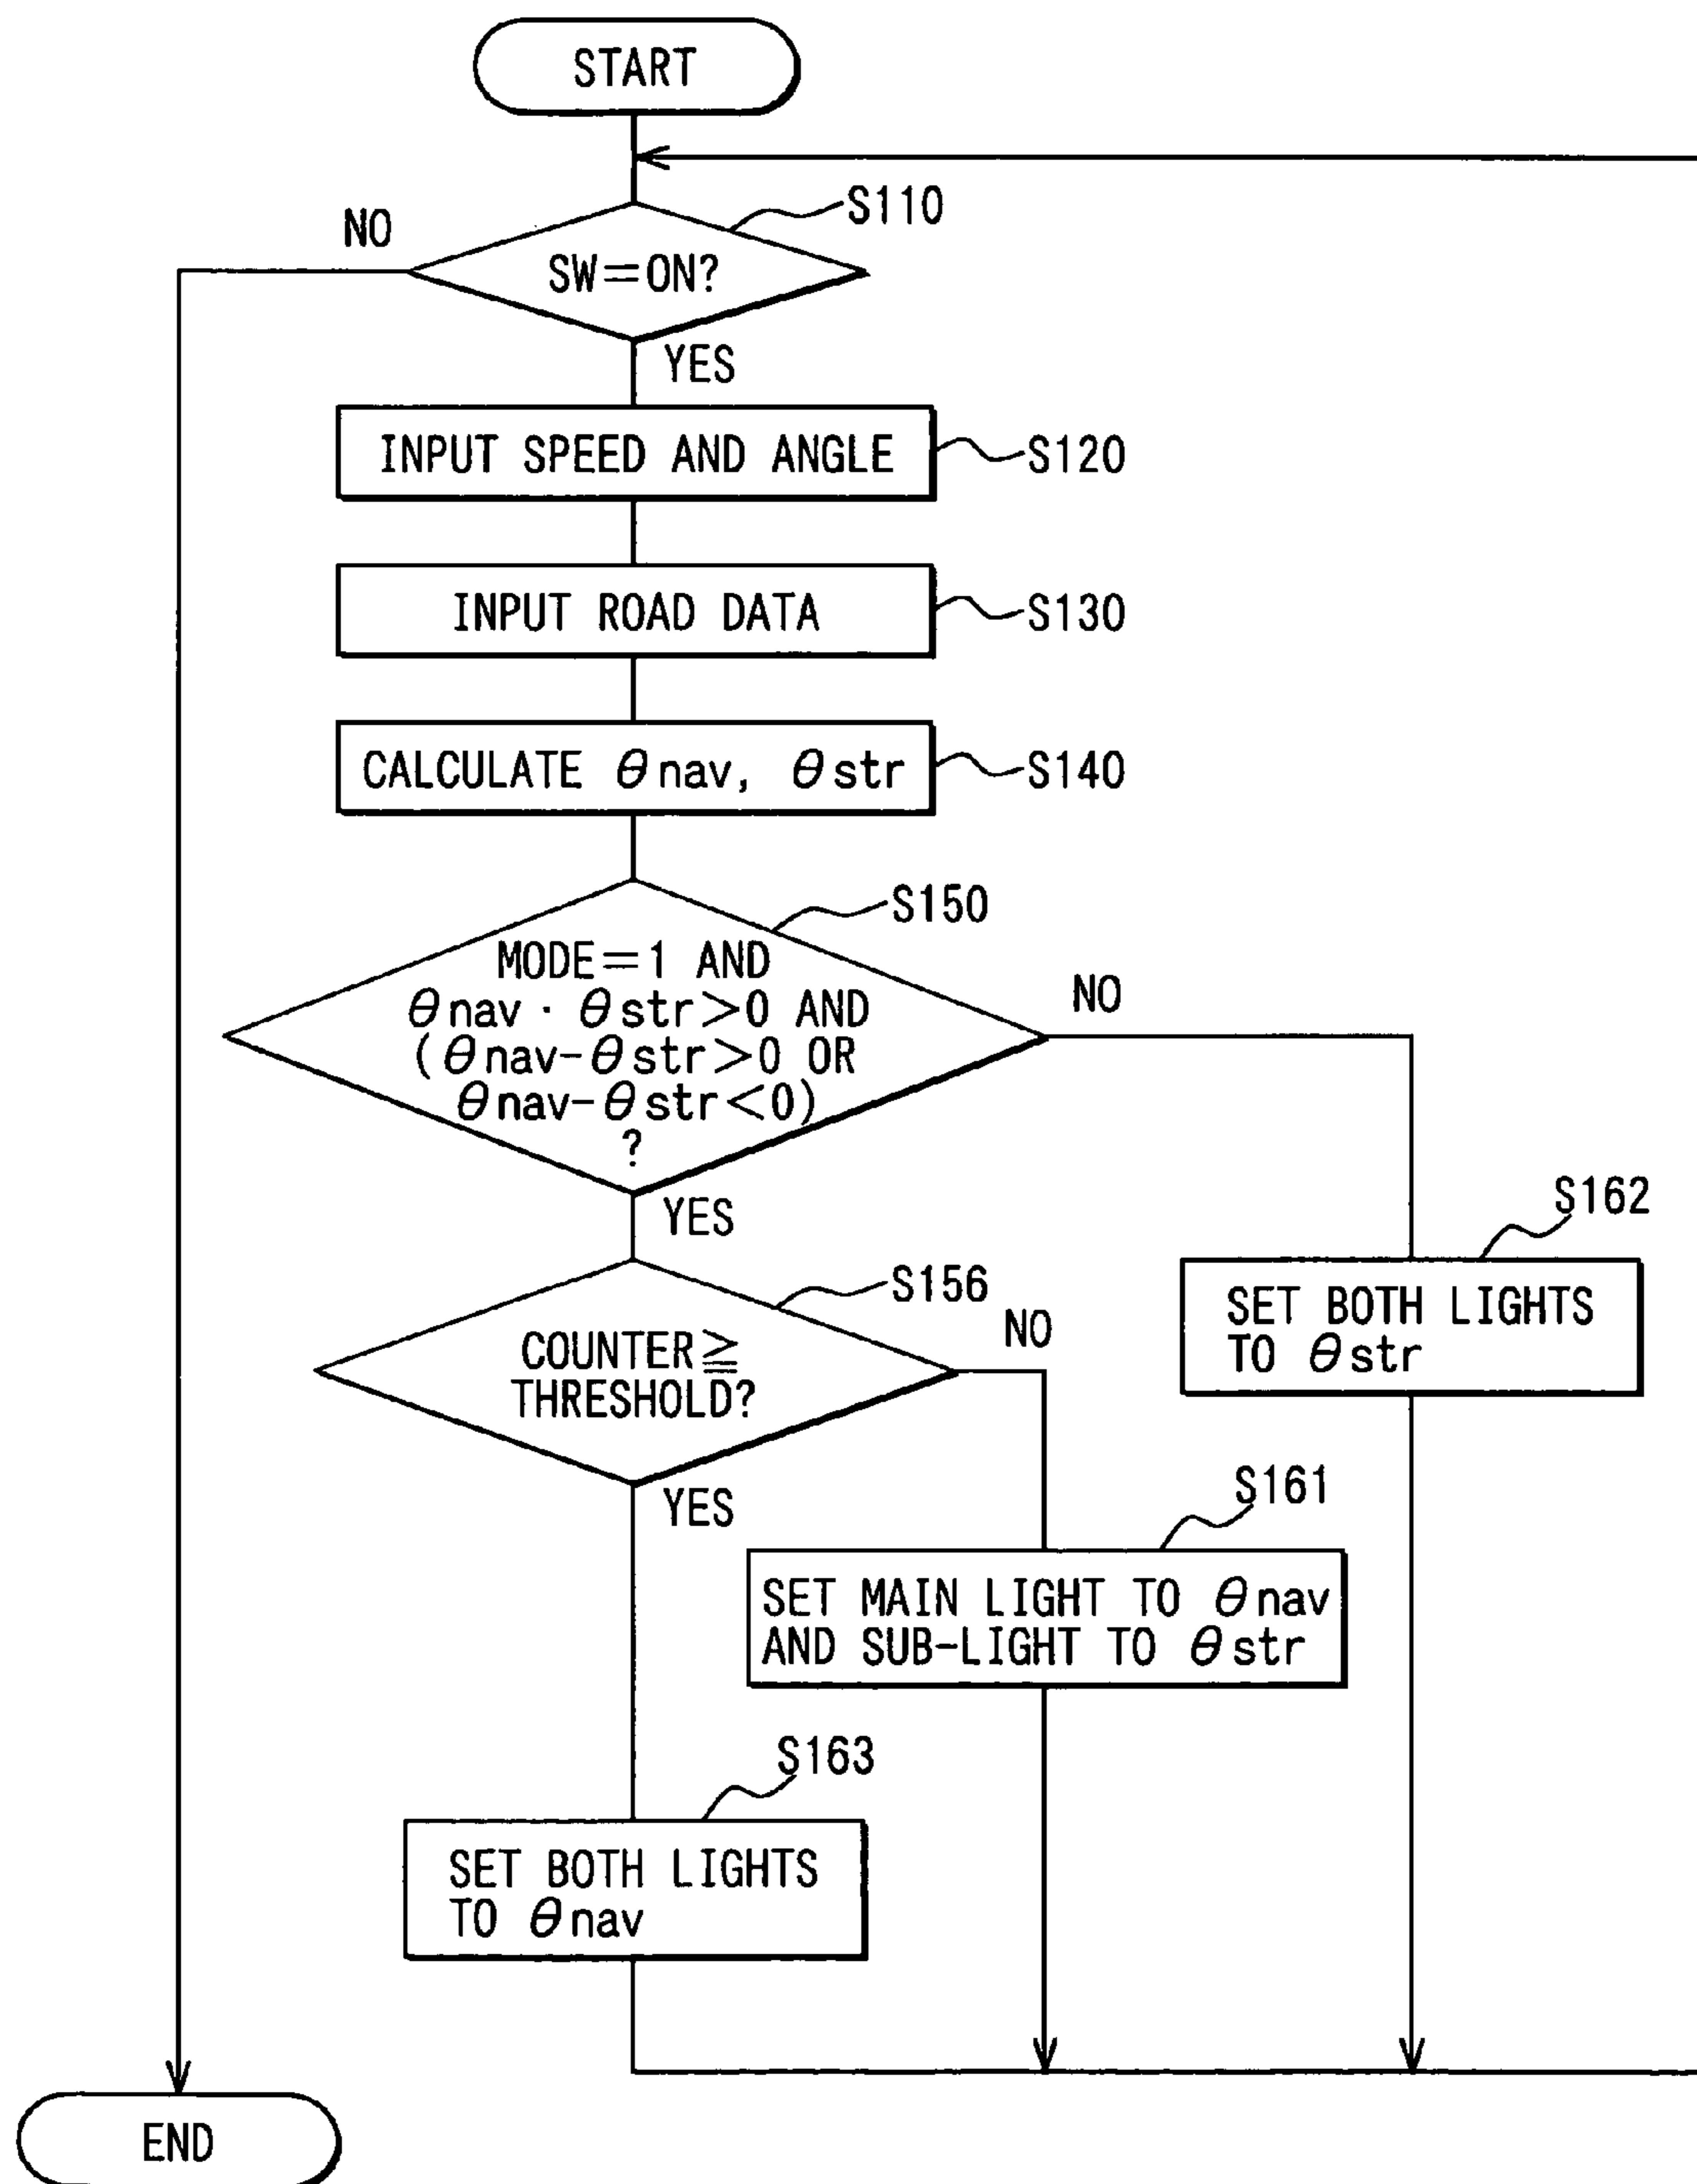 START
S110
NO
SW=ON?
YES
INPUT SPEED AND ANGLE
S120
INPUT ROAD DATA
S130
CALCULATE θnav, θstr
S140
S150
MODE=1 AND
θnav · θstr>0 AND
(θnav-θstr>0 OR
θnav-θstr<0)
?
NO
YES
S162
SET BOTH LIGHTS
TO θstr
S156
NO
COUNTER≧
THRESHOLD?
YES
S161
SET MAIN LIGHT TO θnav
AND SUB-LIGHT TO θstr
S163
SET BOTH LIGHTS
TO θnav
END